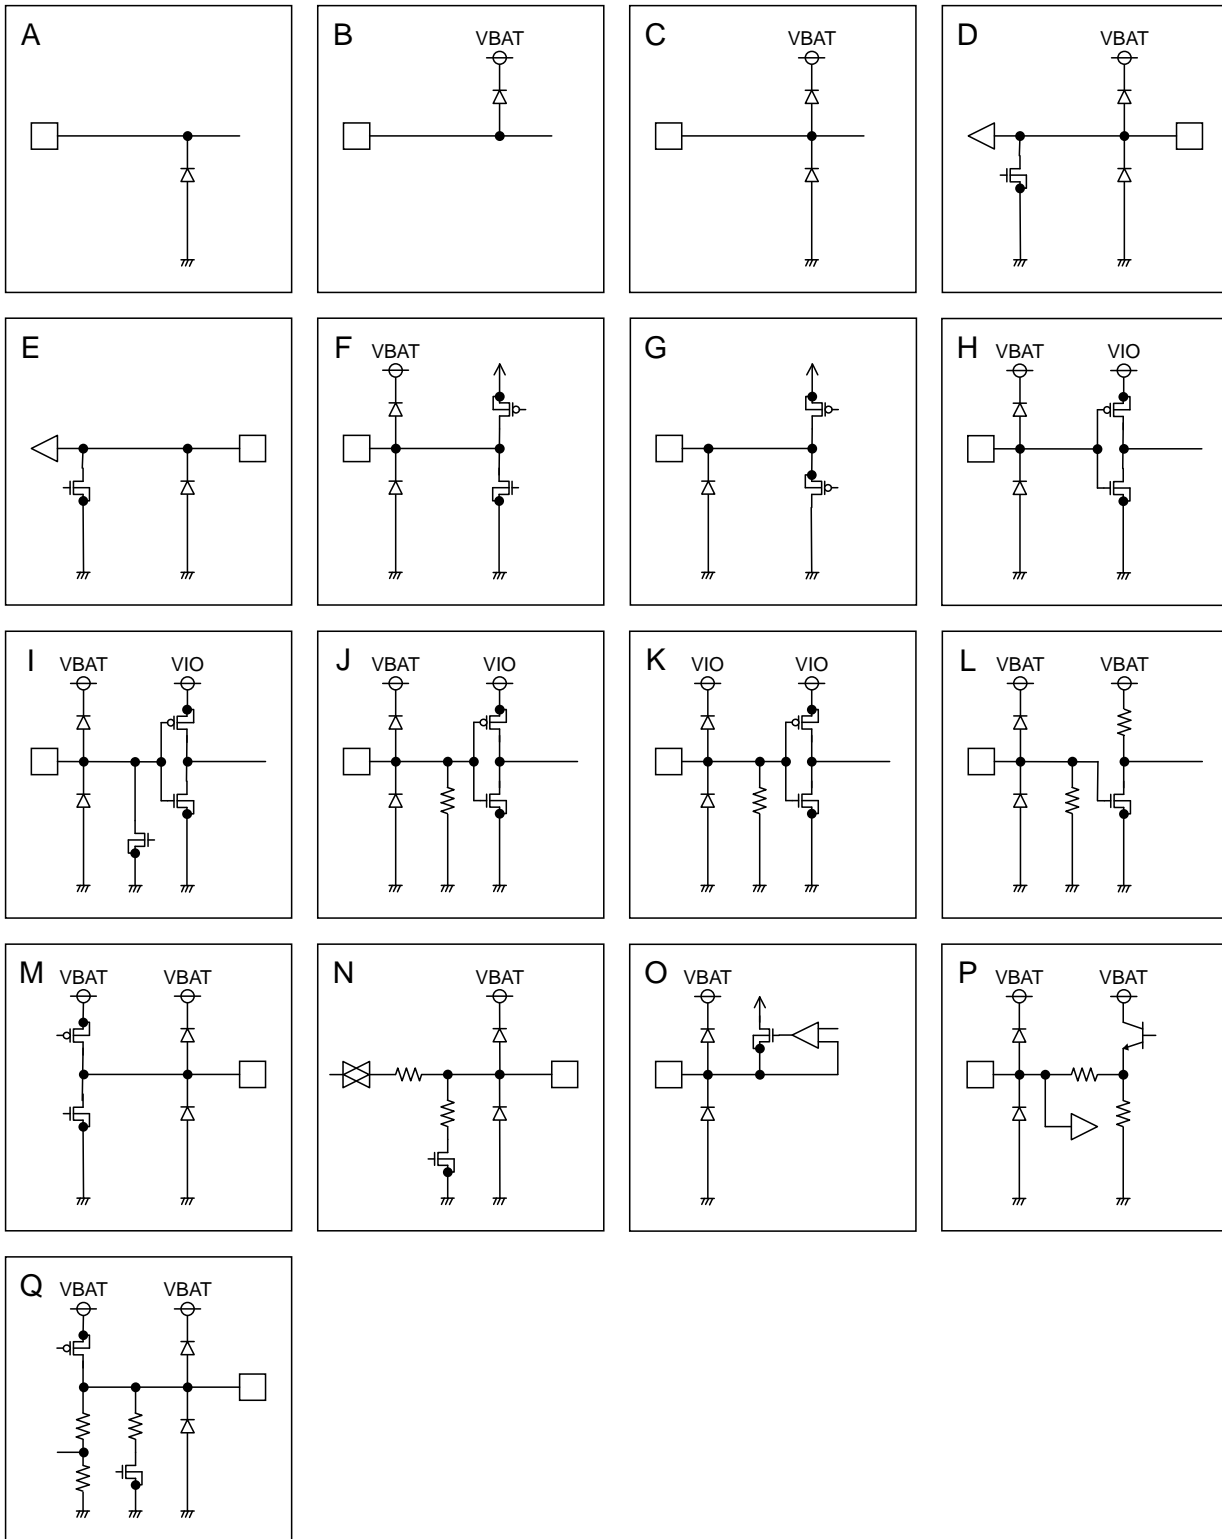 A
B
VBAT
C
VBAT
D
VBAT
E
F
VBAT
G
H
VBAT VIO
I VBAT VIO
J VBAT VIO
K VIO VIO
L VBAT VBAT
M VBAT VBAT
N VBAT
O VBAT
P VBAT VBAT
Q VBAT VBAT